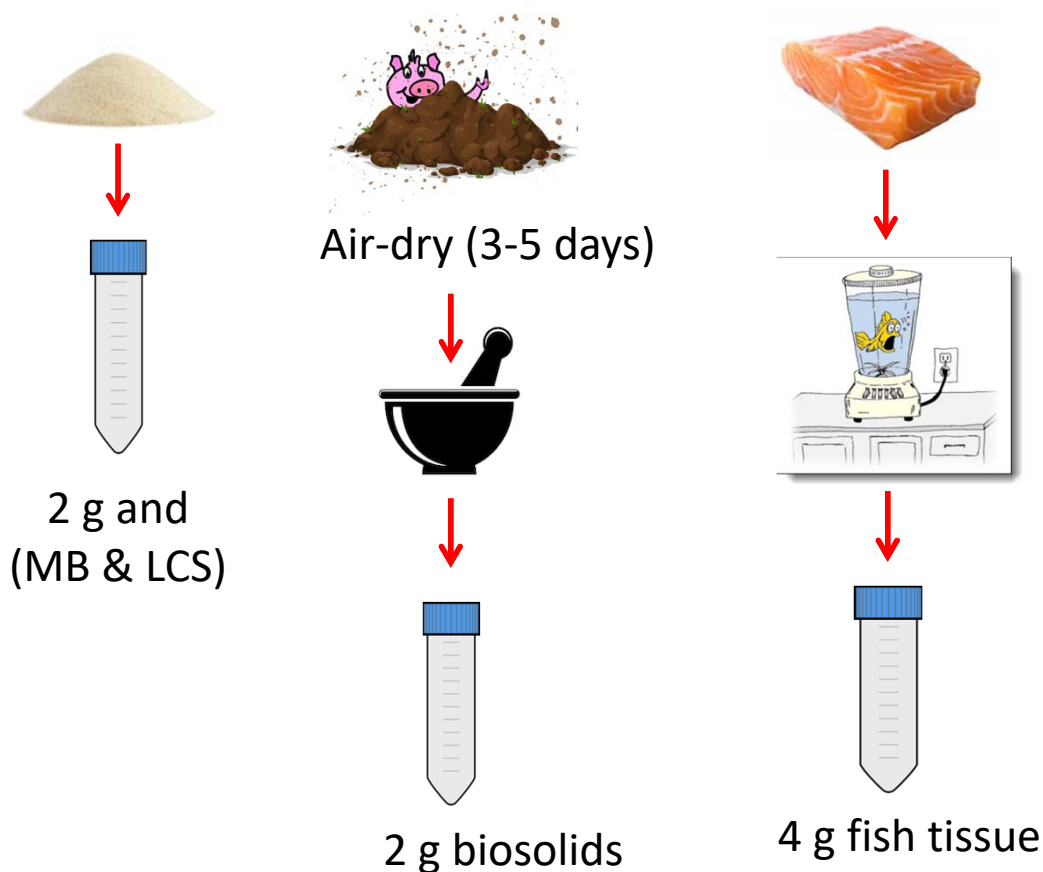 Air-dry (3-5 days)
2 g and
(MB & LCS)
2 g biosolids
4 g fish tissue